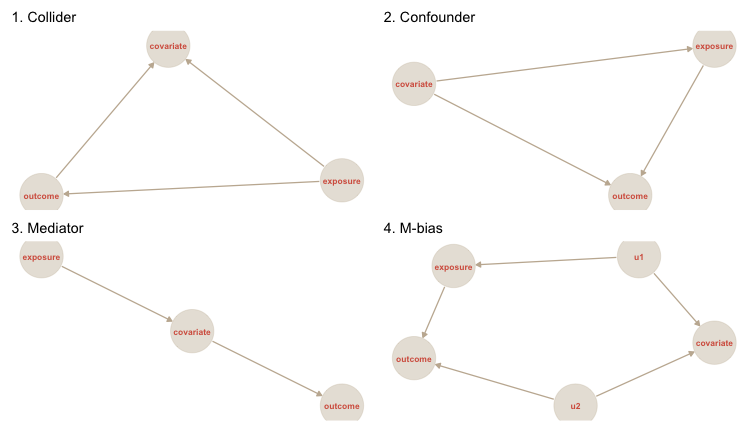 1. Collider
covariate
outcome
exposure
2. Confounder
exposure
covariate
outcome
3. Mediator
exposure
covariate
outcome
4. M-bias
u1
exposure
covariate
outcome
u2